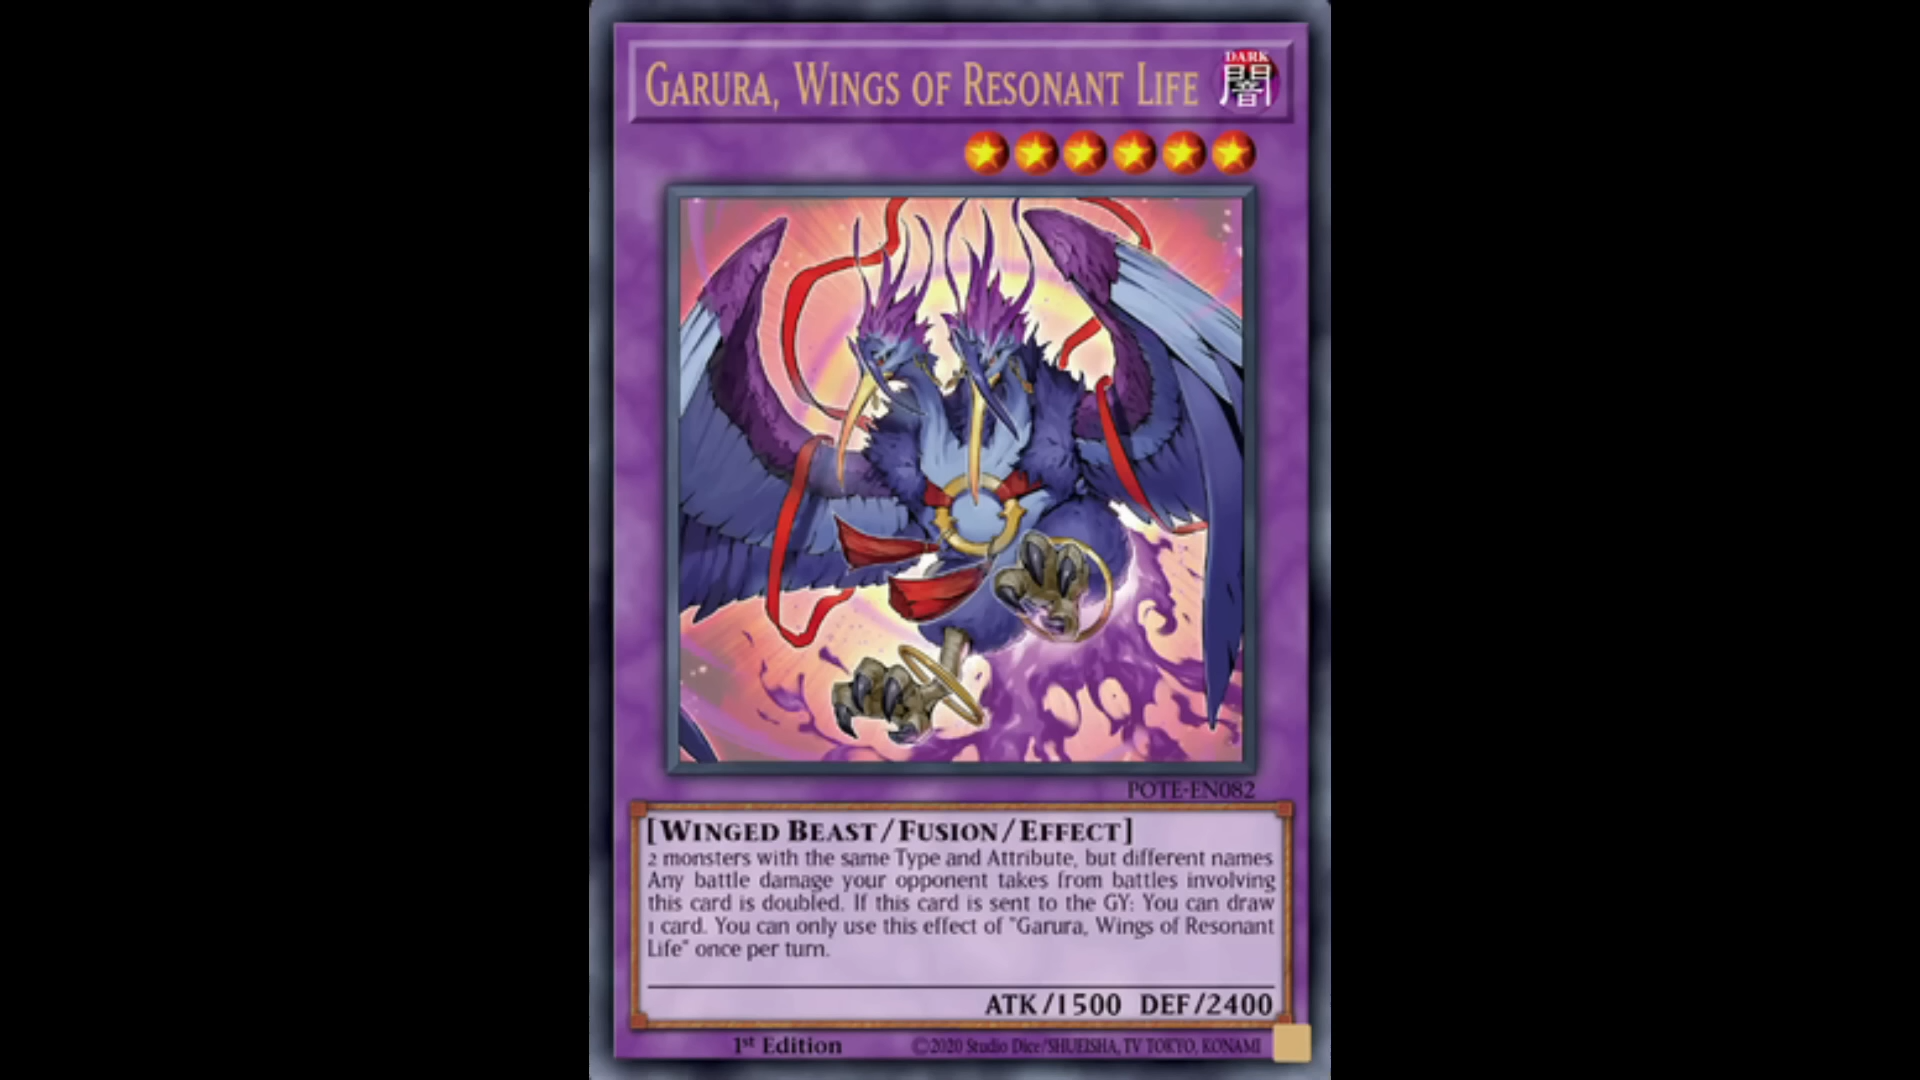 GARURA, WINGS OF RESONANT LIFE
DARK
闇
POTE-EN082
[WINGED BEAST/FUSION/EFFECT]
2 monsters with the same Type and Attribute, but different names
Any battle damage your opponent takes from battles involving
this card is doubled. If this card is sent to the GY: You can draw
1 card. You can only use this effect of "Garura, Wings of Resonant
Life" once per turn.
ATK/1500 DEF/2400
1st Edition
©2020 Studio Dice/SHUEISHA, TV TOKYO, KONAMI